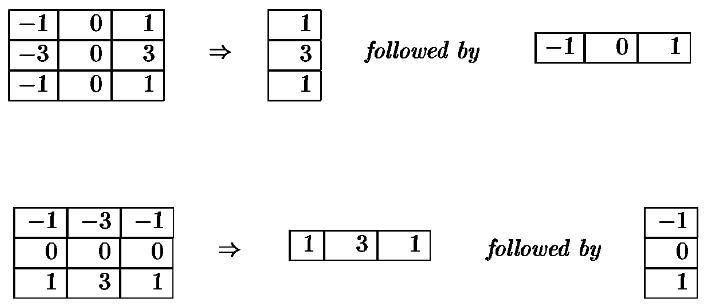 −1 0 1 1
−3 0 3 ⇒ 3 followed by −1 0 1
−1 0 1 1
−1 −3 −1 −1
0 0 0 ⇒ 1 3 1 followed by 0
1 3 1 1